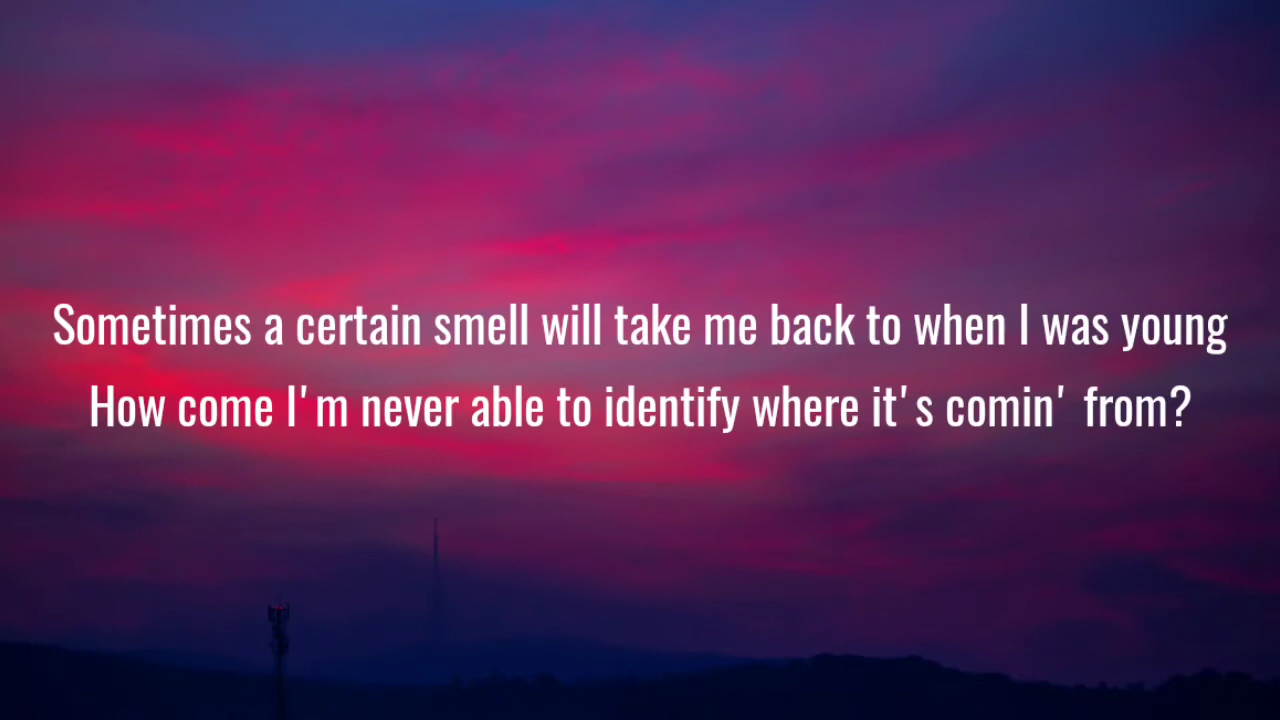 Sometimes a certain smell will take me back to when I was young
How come I'm never able to identify where it's comin' from?